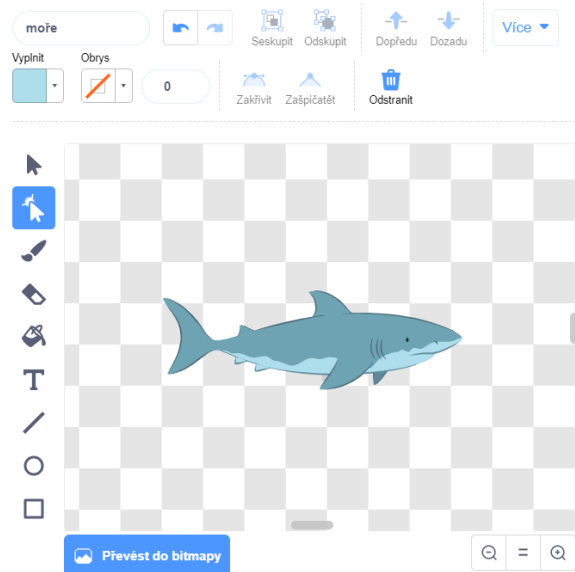 moře
Seskupit Odskupit Dopředu Dozadu Více
Vyplnit Obrys
0
Zakřivit Zašpičatět Odstranit
T
Převést do bitmapy